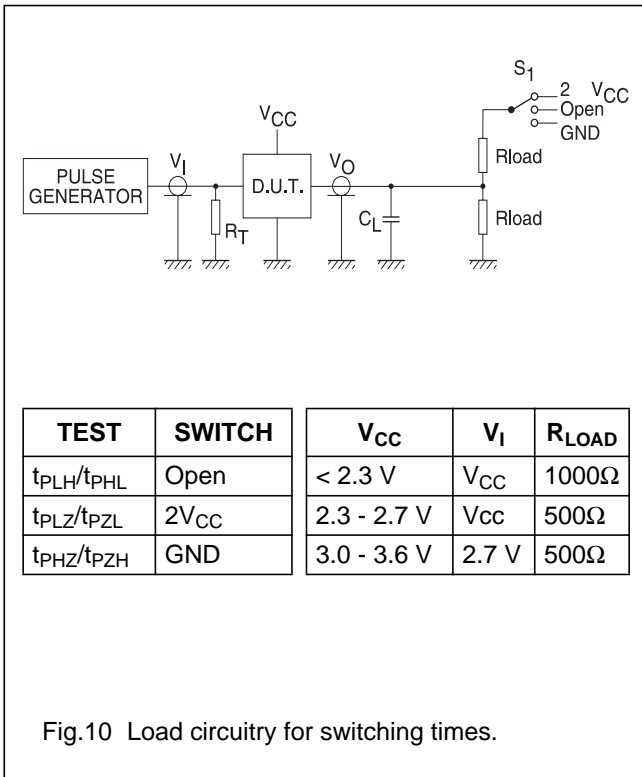 S1
2 VCC
Open
GND
VCC
VI
VO
Rload
PULSE GENERATOR
D.U.T.
RT
CL
Rload
TEST SWITCH
tPLH/tPHL Open
tPLZ/tPZL 2VCC
tPHZ/tPZH GND
VCC VI RLOAD
< 2.3 V VCC 1000Ω
2.3 - 2.7 V Vcc 500Ω
3.0 - 3.6 V 2.7 V 500Ω
Fig.10 Load circuitry for switching times.